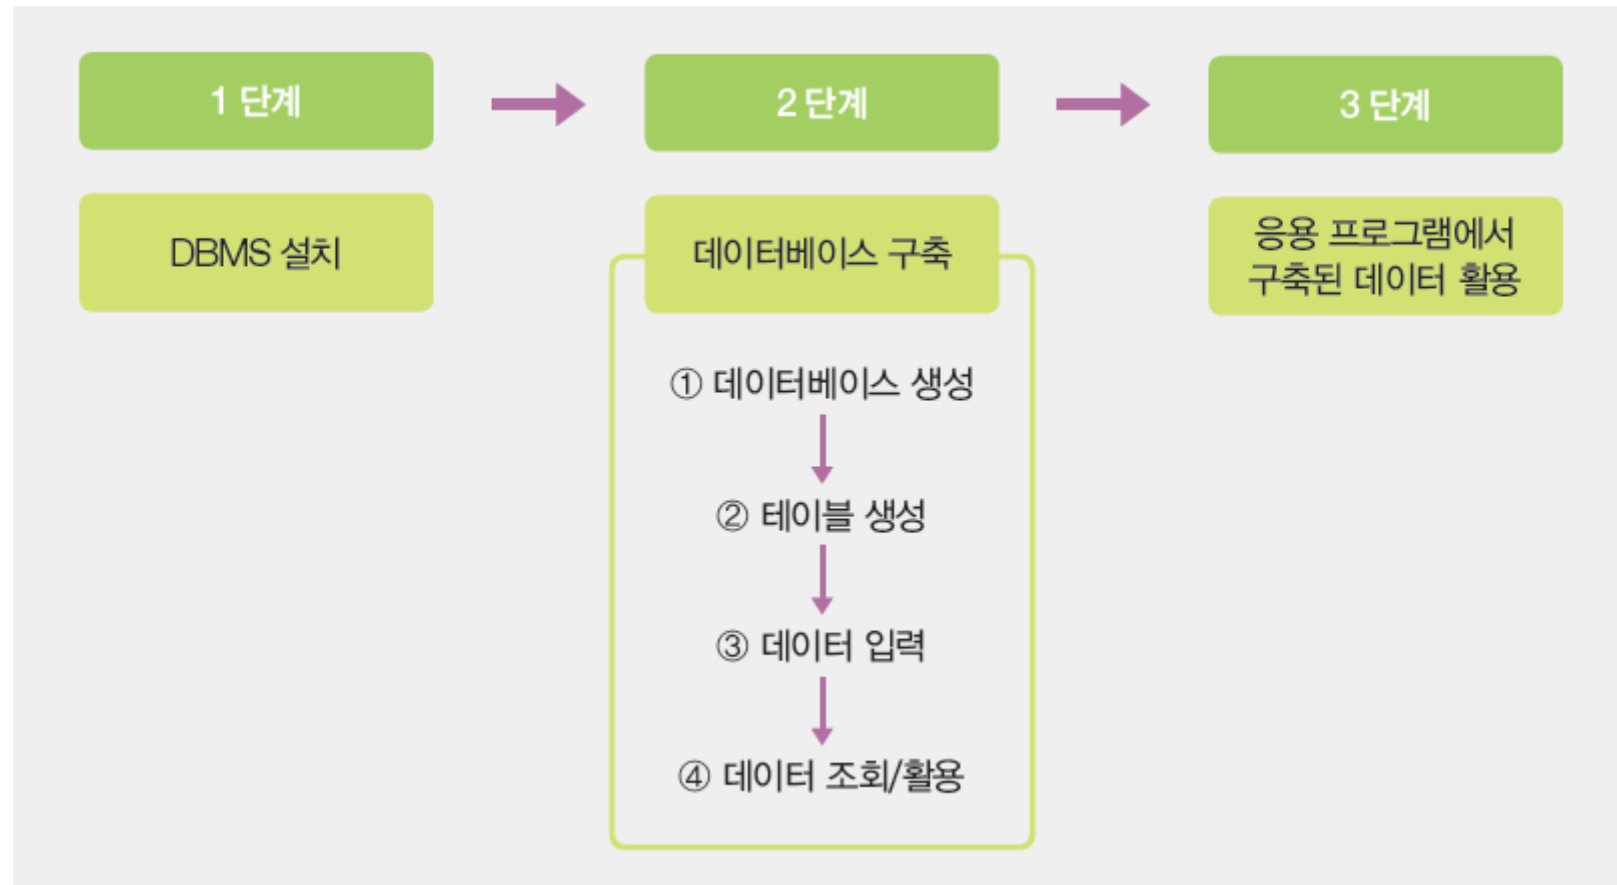 1 단계
2 단계
3 단계
DBMS 설치
데이터베이스 구축
응용 프로그램에서
구축된 데이터 활용
① 데이터베이스 생성
② 테이블 생성
③ 데이터 입력
④ 데이터 조회/활용